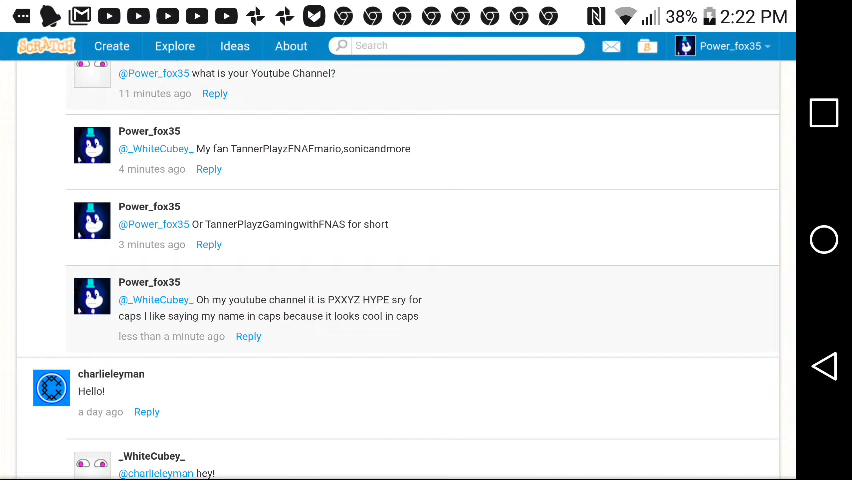 38% 2:22 PM
SCRATCH Create Explore Ideas About Search Power_fox35
@Power_fox35 what is your Youtube Channel?
11 minutes ago Reply
Power_fox35
@_WhiteCubey_ My fan TannerPlayzFNAFmario,sonicandmore
4 minutes ago Reply
Power_fox35
@Power_fox35 Or TannerPlayzGamingwithFNAS for short
3 minutes ago Reply
Power_fox35
@_WhiteCubey_ Oh my youtube channel it is PXXYZ HYPE sry for
caps I like saying my name in caps because it looks cool in caps
less than a minute ago Reply
charlieleyman
Hello!
a day ago Reply
_WhiteCubey_
@charlieleyman hey!